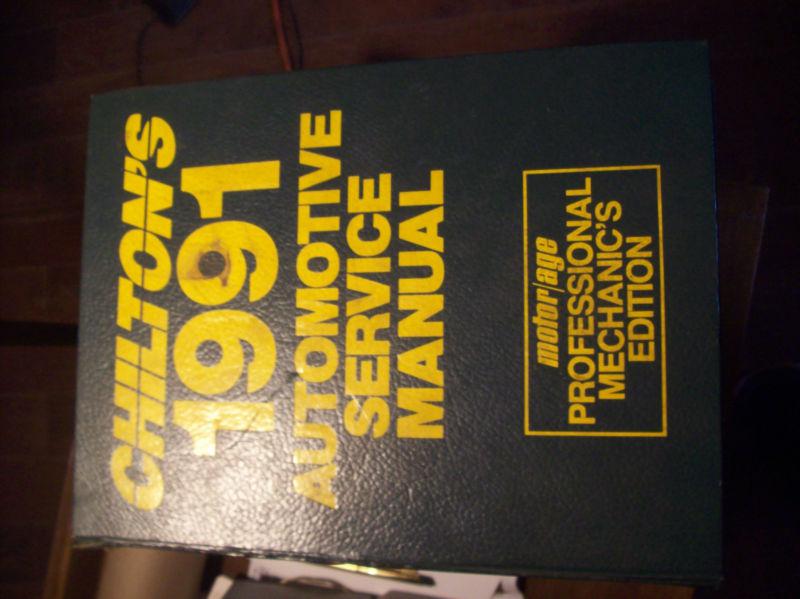 CHILTON'S
1991
AUTOMOTIVE
SERVICE
MANUAL
motor/age
PROFESSIONAL
MECHANIC'S
EDITION